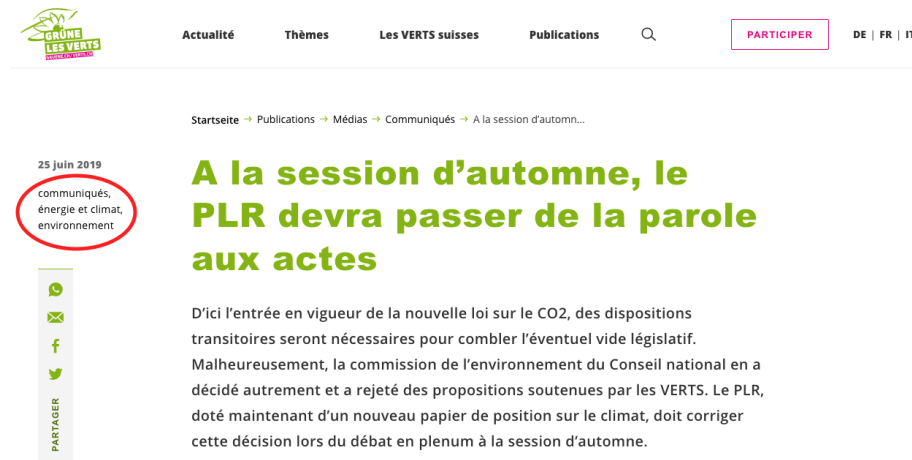 GRÜNE
LES VERTS
Actualité
Thèmes
Les VERTS suisses
Publications
PARTICIPER
DE | FR | IT
Startseite → Publications → Médias → Communiqués → A la session d'automn...
25 juin 2019
communiqués,
énergie et climat,
environnement
A la session d'automne, le
PLR devra passer de la parole
aux actes
D'ici l'entrée en vigueur de la nouvelle loi sur le CO2, des dispositions
transitoires seront nécessaires pour combler l'éventuel vide législatif.
Malheureusement, la commission de l'environnement du Conseil national en a
décidé autrement et a rejeté des propositions soutenues par les VERTS. Le PLR,
doté maintenant d'un nouveau papier de position sur le climat, doit corriger
cette décision lors du débat en plenum à la session d'automne.
PARTAGER